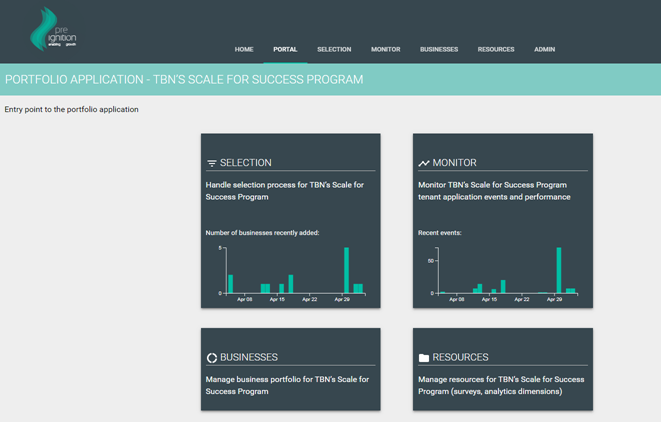 pre
ignition
enabling growth
HOME PORTAL SELECTION MONITOR BUSINESSES RESOURCES ADMIN
PORTFOLIO APPLICATION - TBN'S SCALE FOR SUCCESS PROGRAM
Entry point to the portfolio application
SELECTION
Handle selection process for TBN's Scale for
Success Program
Number of businesses recently added:
5
0
Apr 08 Apr 15 Apr 22 Apr 29
MONITOR
Monitor TBN's Scale for Success Program
tenant application events and performance
Recent events:
50
0
Apr 08 Apr 15 Apr 22 Apr 29
BUSINESSES
Manage business portfolio for TBN's Scale for
Success Program
RESOURCES
Manage resources for TBN's Scale for Success
Program (surveys, analytics dimensions)